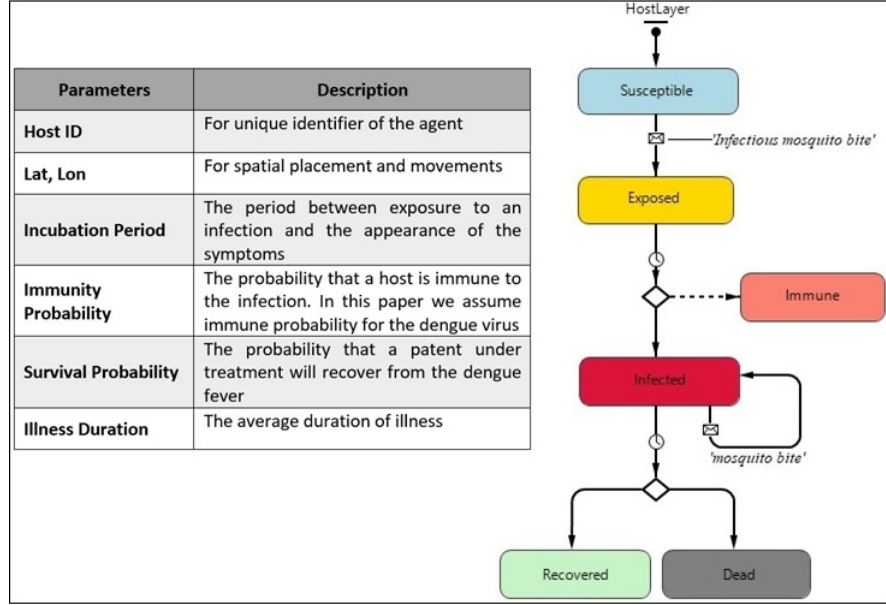 Parameters Description
Host ID For unique identifier of the agent
Lat, Lon For spatial placement and movements
Incubation Period The period between exposure to an
infection and the appearance of the
symptoms
Immunity Probability The probability that a host is immune to
the infection. In this paper we assume
immune probability for the dengue virus
Survival Probability The probability that a patent under
treatment will recover from the dengue
fever
Illness Duration The average duration of illness
HostLayer
Susceptible
'Infectious mosquito bite'
Exposed
Immune
Infected
'mosquito bite'
Recovered Dead